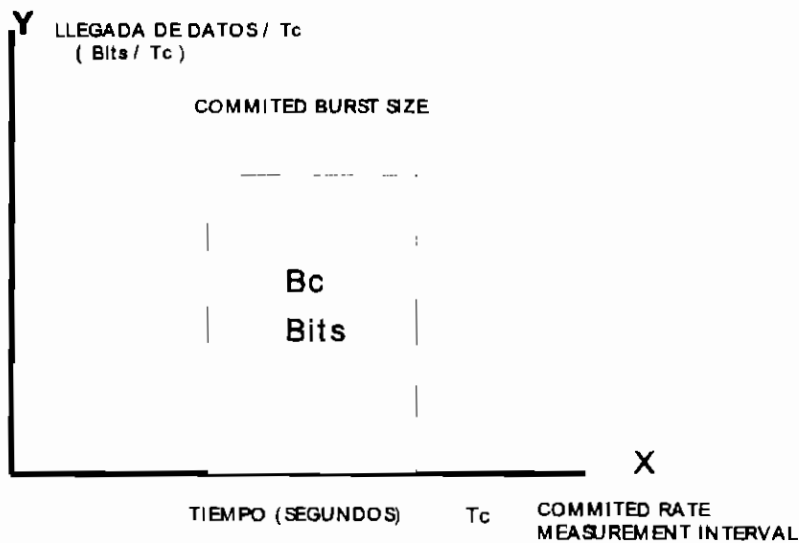 Y
LLEGADA DE DATOS / Tc
( Bits / Tc )
COMMITED BURST SIZE
Bc
Bits
X
TIEMPO (SEGUNDOS) Tc COMMITED RATE
MEASUREMENT INTERVAL